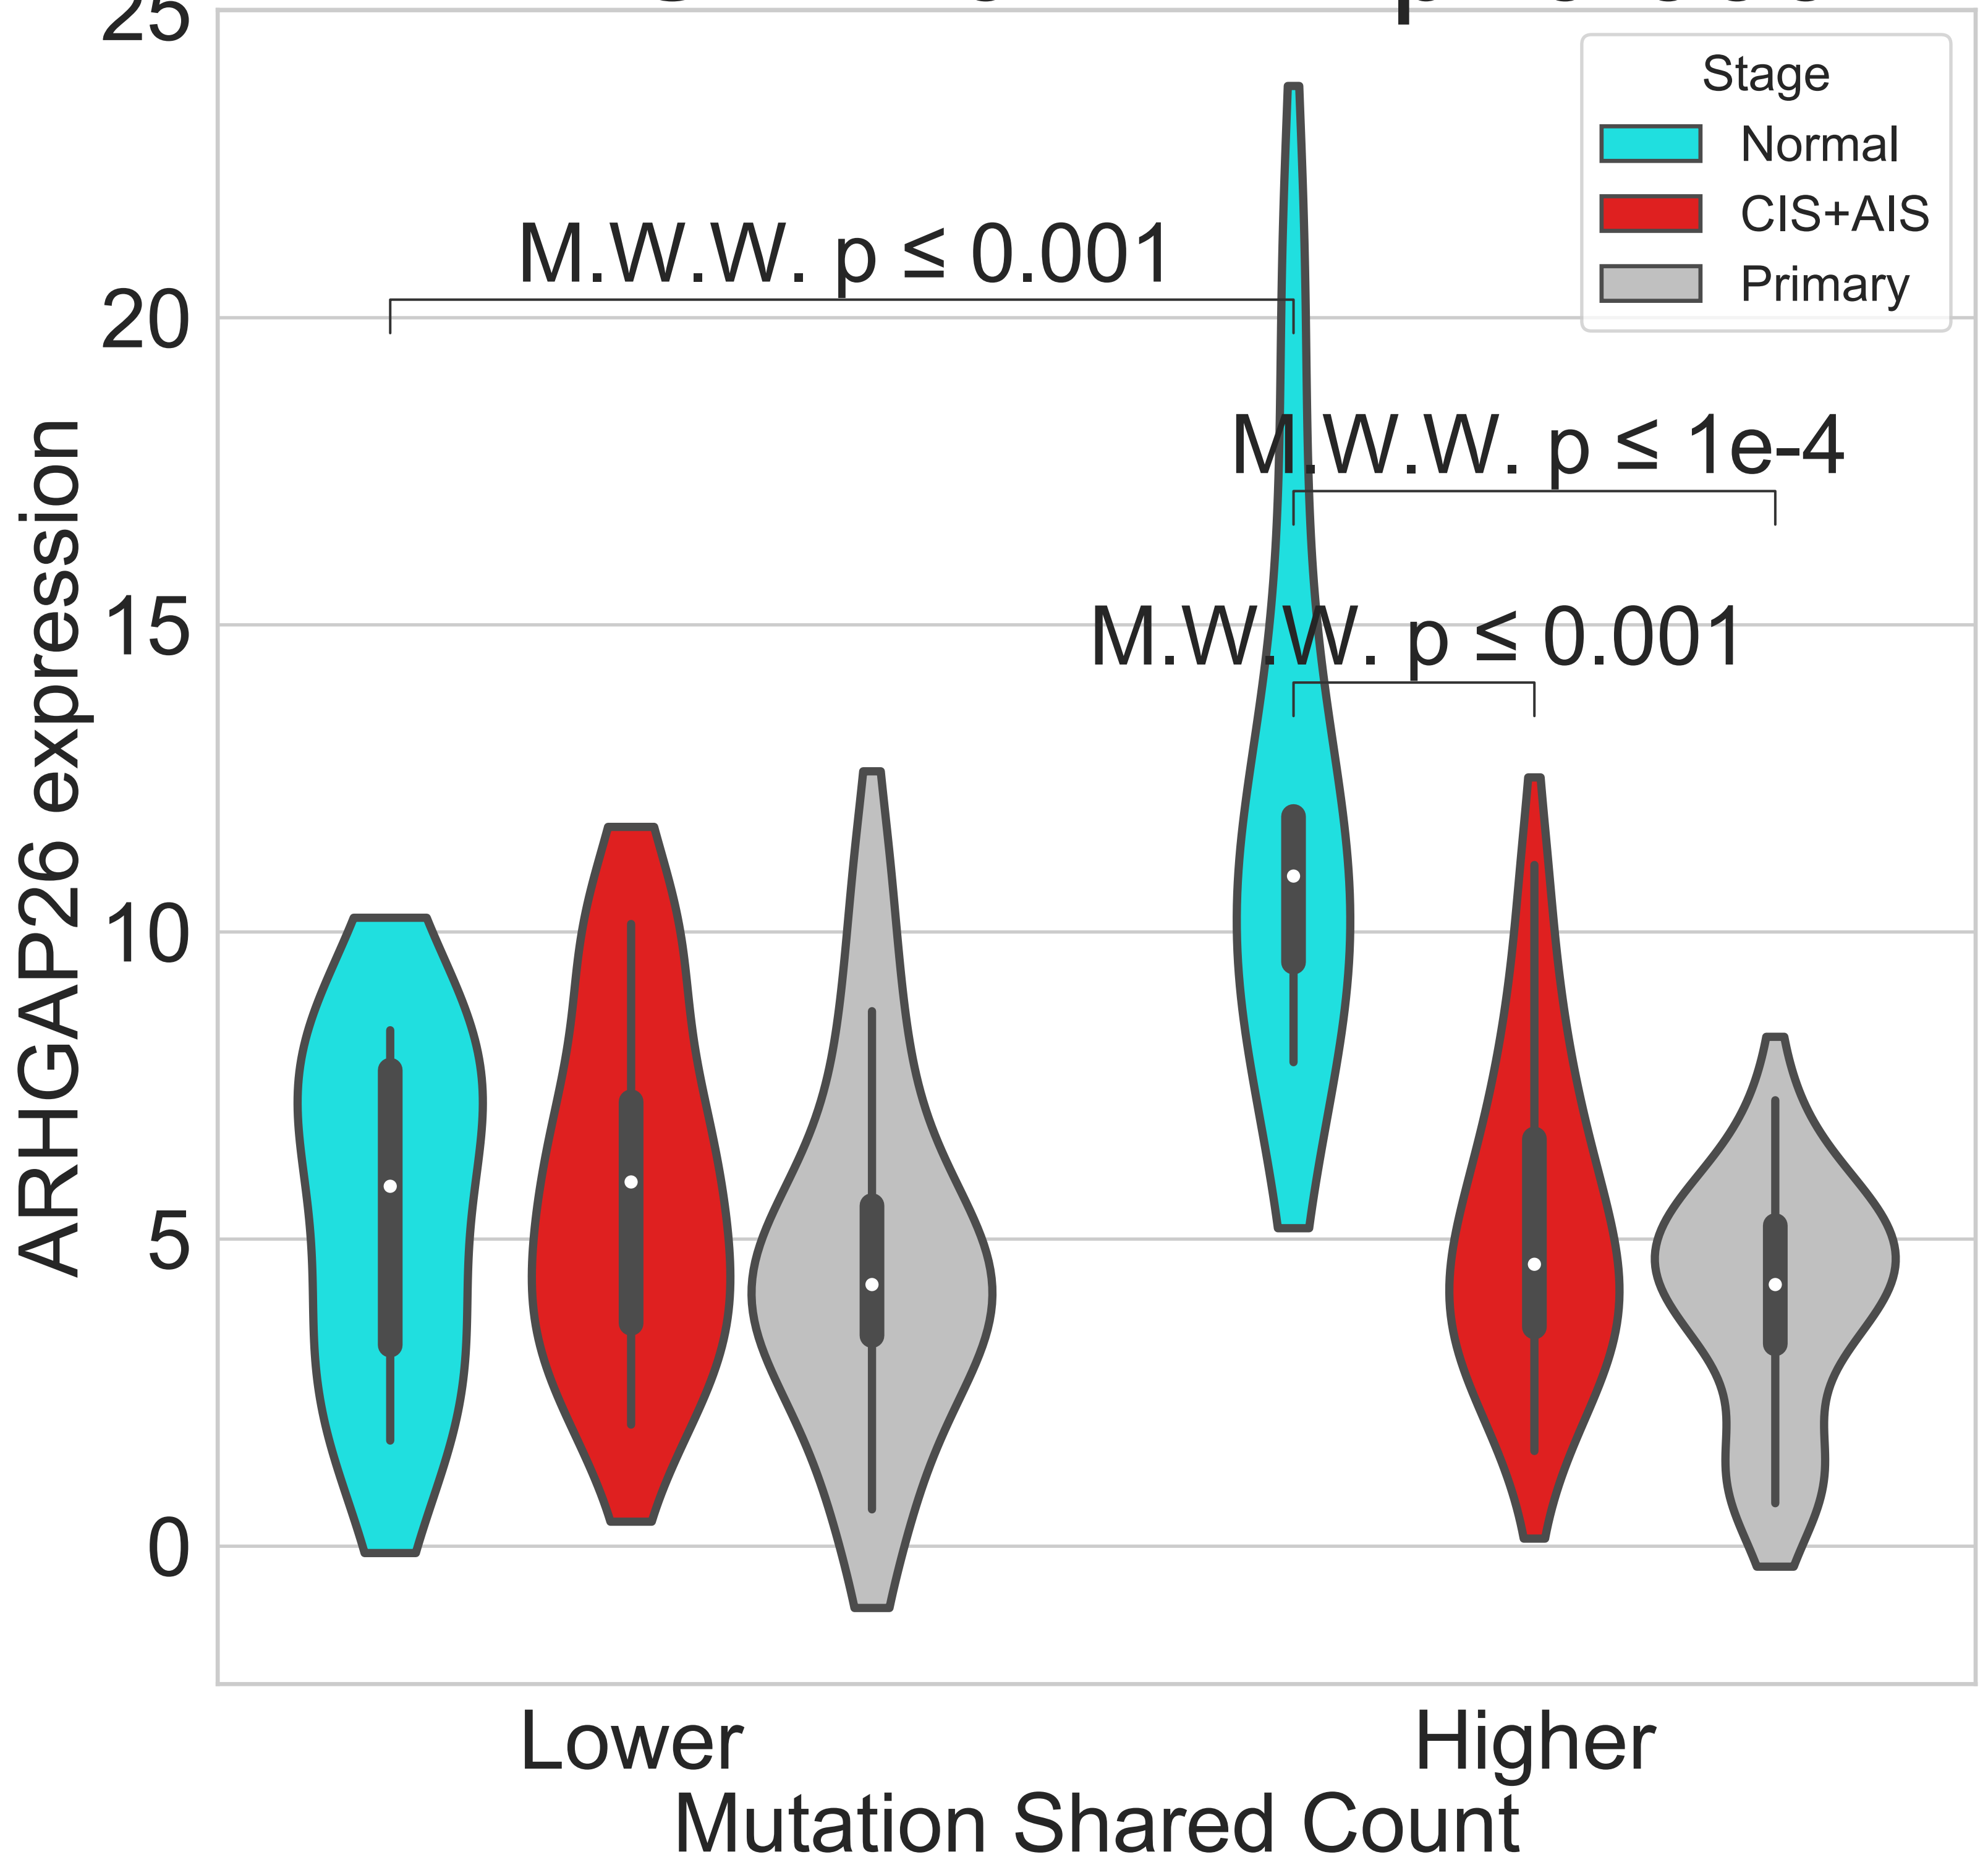 25
Stage
Normal
CIS+AIS
Primary
M.W.W. p ≤ 0.001
20
M.W.W. p ≤ 1e-4
15
M.W.W. p ≤ 0.001
10
5
0
ARHGAP26 expression
Lower
Higher
Mutation Shared Count